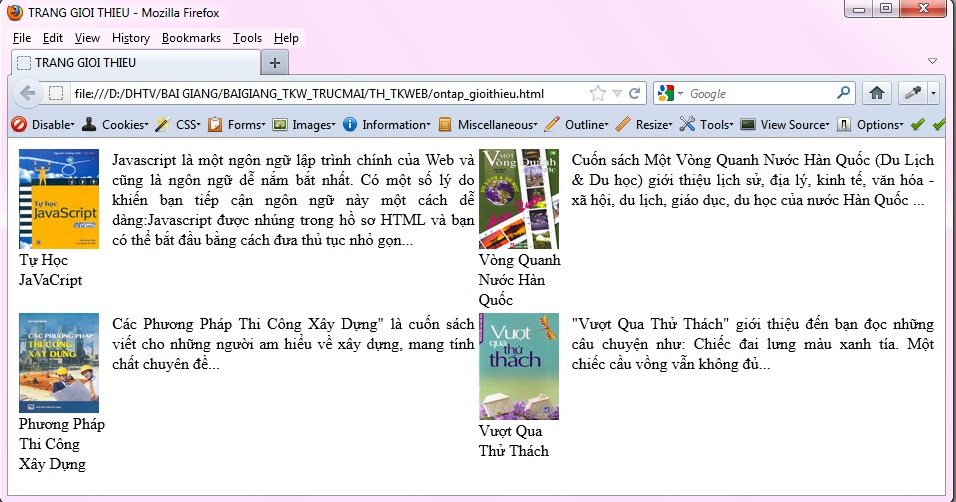 TRANG GIOI THIEU - Mozilla Firefox
File Edit View History Bookmarks Tools Help
TRANG GIOI THIEU
file:///D:/DHTV/BAI GIANG/BAIGIANG_TKW_TRUCMAI/TH_TKWEB/ontap_gioithieu.html
Google
Disable Cookies CSS Forms Images Information Miscellaneous Outline Resize Tools View Source Options
Tự học
JavaScript
Javascript là một ngôn ngữ lập trình chính của Web và
cũng là ngôn ngữ dễ nắm bắt nhất. Có một số lý do
khiến bạn tiếp cận ngôn ngữ này một cách dễ
dàng:Javascript được nhúng trong hồ sơ HTML và bạn
có thể bắt đầu bằng cách đưa thủ tục nhỏ gọn...
Tự Học
JaVaCript
MỘT
Vòng Quanh
Cuốn sách Một Vòng Quanh Nước Hàn Quốc (Du Lịch
& Du học) giới thiệu lịch sử, địa lý, kinh tế, văn hóa -
xã hội, du lịch, giáo dục, du học của nước Hàn Quốc ...
Vòng Quanh
Nước Hàn
Quốc
CÁC PHƯƠNG PHÁP
THI CÔNG
XÂY DỰNG
Các Phương Pháp Thi Công Xây Dựng" là cuốn sách
viết cho những người am hiểu về xây dựng, mang tính
chất chuyên đề...
Phương Pháp
Thi Công
Xây Dựng
Vượt
qua
thử
thách
"Vượt Qua Thử Thách" giới thiệu đến bạn đọc những
câu chuyện như: Chiếc đai lưng màu xanh tía. Một
chiếc cầu vồng vẫn không đủ...
Vượt Qua
Thử Thách